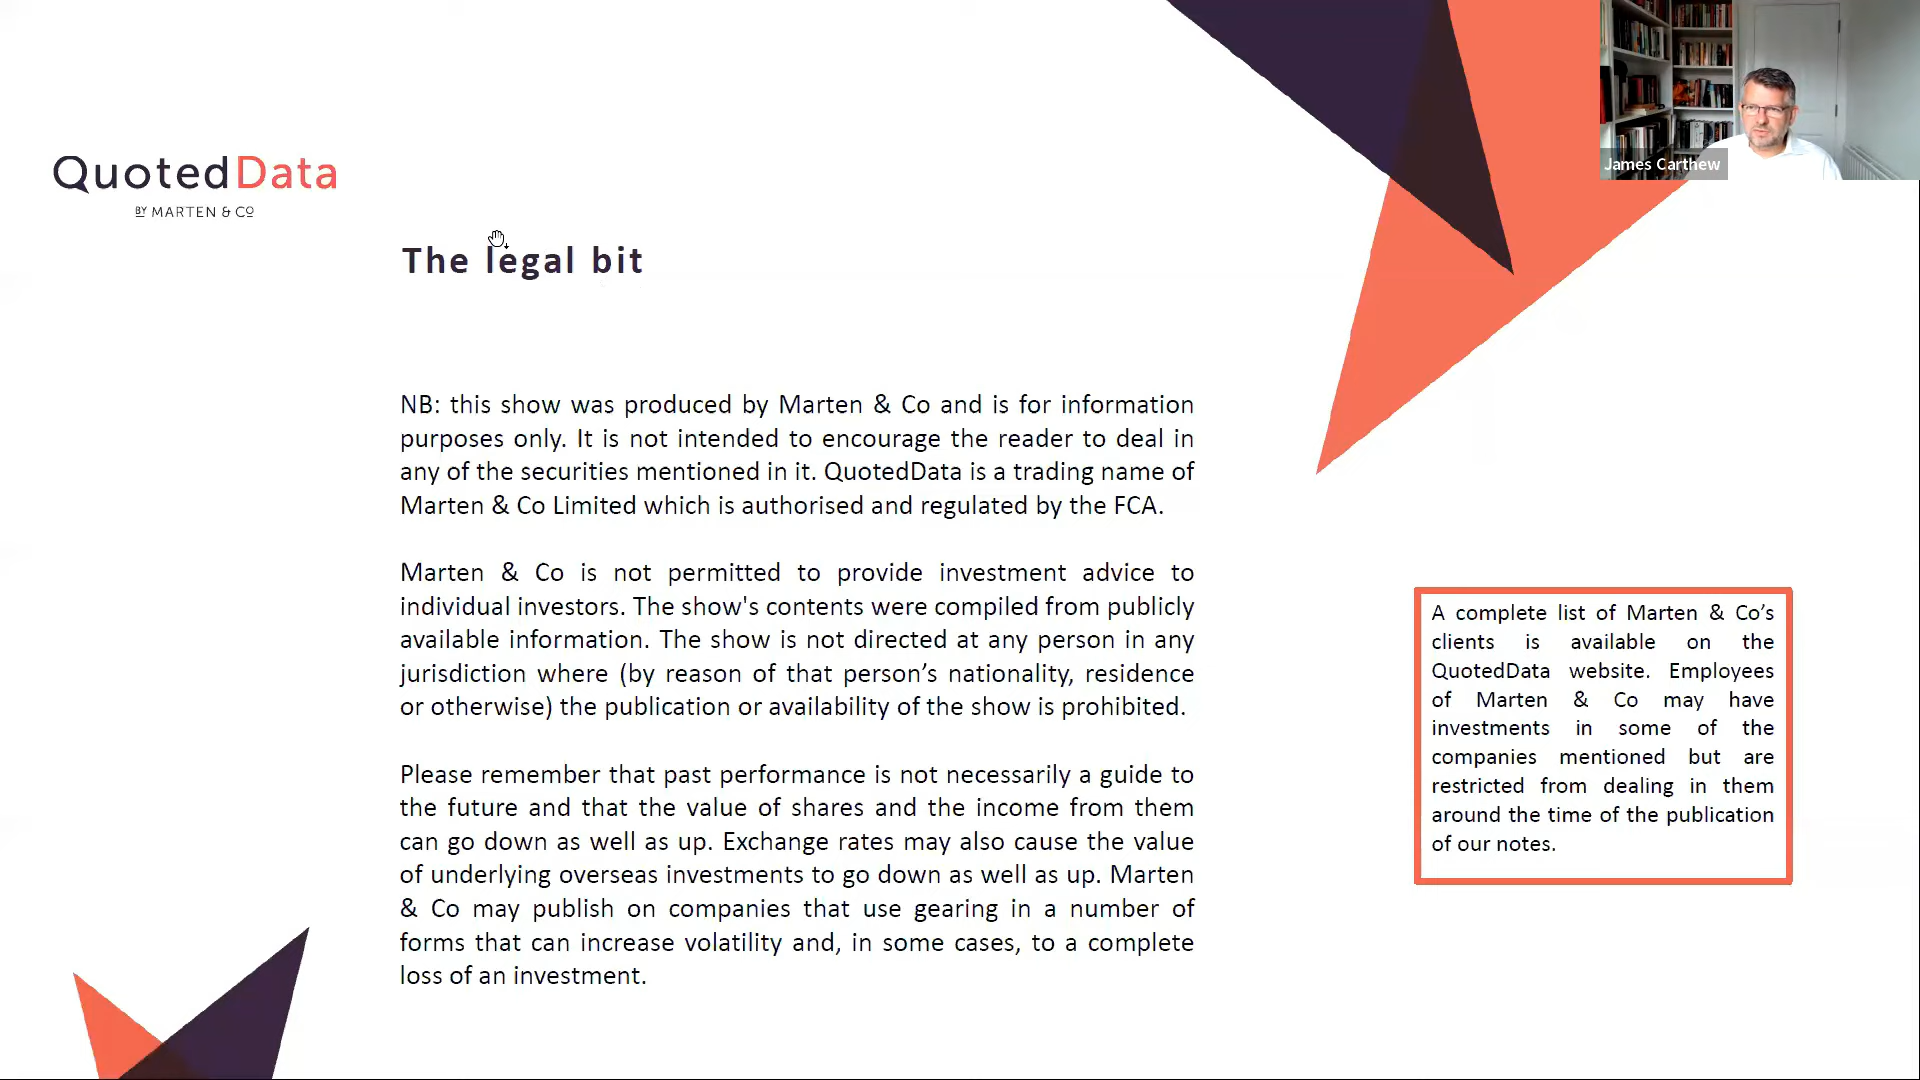 James Carthew
QuotedData
BY MARTEN & CO
The legal bit
NB: this show was produced by Marten & Co and is for information
purposes only. It is not intended to encourage the reader to deal in
any of the securities mentioned in it. QuotedData is a trading name of
Marten & Co Limited which is authorised and regulated by the FCA.
Marten & Co is not permitted to provide investment advice to
individual investors. The show's contents were compiled from publicly
available information. The show is not directed at any person in any
jurisdiction where (by reason of that person’s nationality, residence
or otherwise) the publication or availability of the show is prohibited.
Please remember that past performance is not necessarily a guide to
the future and that the value of shares and the income from them
can go down as well as up. Exchange rates may also cause the value
of underlying overseas investments to go down as well as up. Marten
& Co may publish on companies that use gearing in a number of
forms that can increase volatility and, in some cases, to a complete
loss of an investment.
A complete list of Marten & Co’s
clients is available on the
QuotedData website. Employees
of Marten & Co may have
investments in some of the
companies mentioned but are
restricted from dealing in them
around the time of the publication
of our notes.